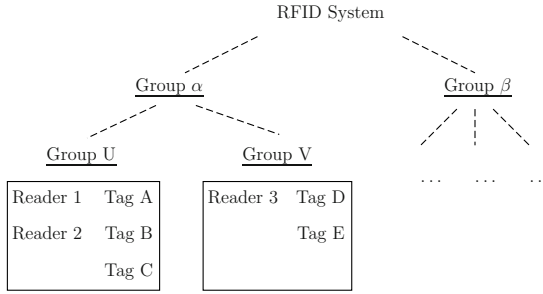 RFID System
Group α
Group β
Group U
Group V
Reader 1 Tag A
Reader 2 Tag B
Tag C
Reader 3 Tag D
Tag E
... ... ..